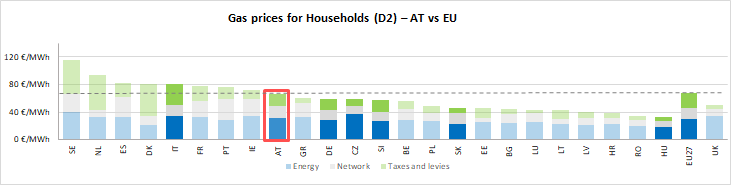 Gas prices for Households (D2) – AT vs EU
120 €/MWh
80 €/MWh
40 €/MWh
0 €/MWh
SE NL ES DK IT FR PT IE AT GR DE CZ SI BE PL SK EE BG LU LT LV HR RO HU EU27 UK
Energy Network Taxes and levies